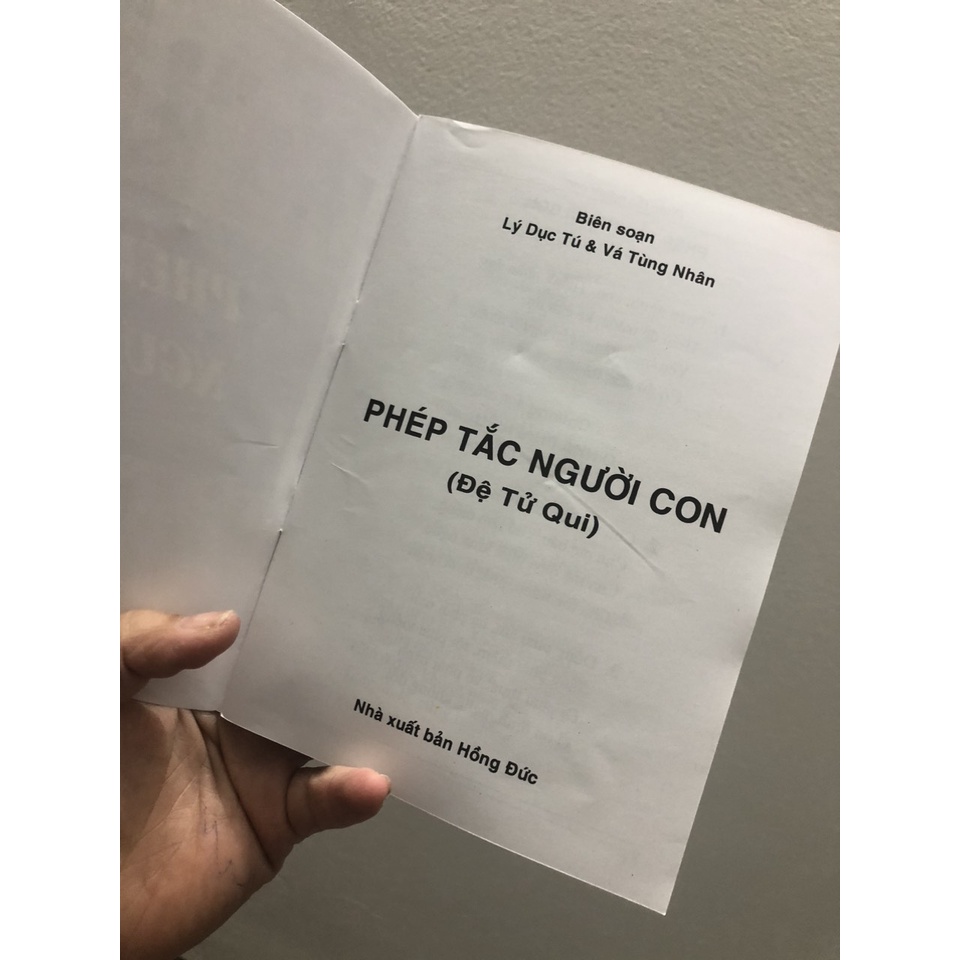 Biên soạn
Lý Dục Tú & Vá Tùng Nhân
PHÉP TẮC NGƯỜI CON
(Đệ Tử Qui)
Nhà xuất bản Hồng Đức